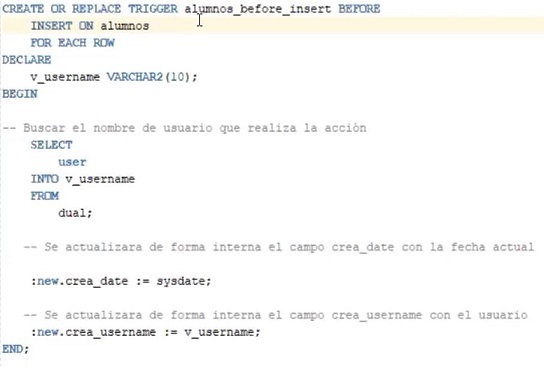 CREATE OR REPLACE TRIGGER alumnos_before_insert BEFORE
INSERT ON alumnos
FOR EACH ROW
DECLARE
v_username VARCHAR2(10);
BEGIN
-- Buscar el nombre de usuario que realiza la acción
SELECT
user
INTO v_username
FROM
dual;
-- Se actualizara de forma interna el campo crea_date con la fecha actual
:new.crea_date := sysdate;
-- Se actualizara de forma interna el campo crea_username con el usuario
:new.crea_username := v_username;
END;